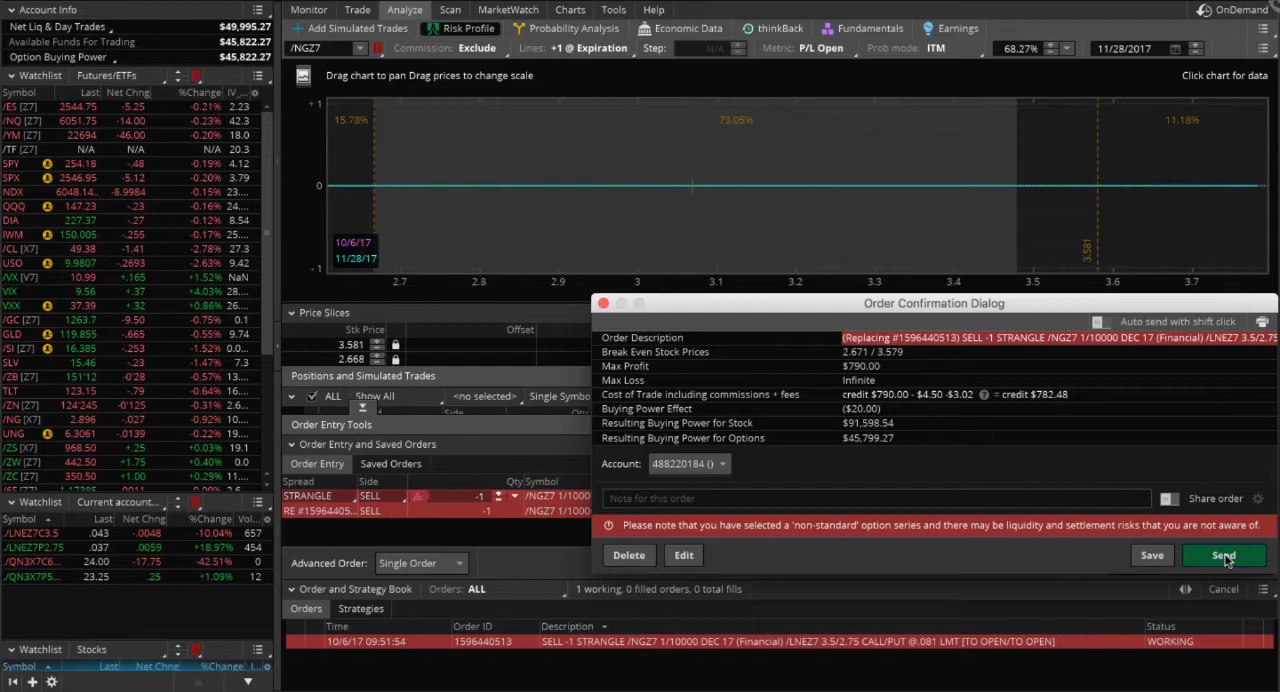 Account Info
Net Liq & Day Trades $49,995.27
Available Funds For Trading $45,822.27
Option Buying Power $45,822.27
Watchlist Futures/ETFs
Symbol Last Net Chng %Change IV_...
/ES [Z7] 2544.75 -5.25 -0.21% 2.23
/NQ [Z7] 6051.75 -14.00 -0.23% 42.3
/YM [Z7] 22694 -46.00 -0.20% 18.0
/TF [Z7] N/A N/A N/A 20.3
SPY 254.18 -.48 -0.19% 4.12
SPX 2546.95 -5.12 -0.20% 3.69
NDX 6048.14.. -8.9984 -0.15% 23....
QQQ 147.23 -.23 -0.16% 24....
DIA 227.37 -.27 -0.12% 8.54
IWM 150.005 -.255 -0.17% 25....
/CL [X7] 49.38 -1.41 -2.78% 27.3
USO 9.9807 -.2693 -2.63% 9.42
/VX [V7] 10.99 +.165 +1.52% NaN
VIX 9.56 +.37 +4.03% 28....
VXX 37.39 +.32 +0.86% 26....
/GC [Z7] 1263.7 -9.50 -0.75% 0.1
GLD 119.855 -.665 -0.55% 9.74
/SI [Z7] 16.385 -.253 -1.52% 0.0...
SLV 15.46 -.23 -1.47% 7.89
/ZB [Z7] 151'12 -0'28 -0.57% 13....
TLT 123.15 -.79 -0.64% 16....
/ZN [Z7] 124'245 -0'125 -0.31% 2.6...
/NG [X7] 2.896 -.027 -0.92% 10....
UNG 6.3061 -.0139 -0.22% 19....
/ZS [X7] 968.50 +.25 +0.03% 19.1
/ZW [Z7] 442.50 +1.75 +0.40% 0.0
/ZC [Z7] 350.50 +1.00 +0.29% 11....
Watchlist Current account...
Symbol Last Net Chng %Change Vol...
./LNEZ7C3.5 .043 -.0048 -10.04% 657
./LNEZ7P2.75 .037 .0059 +18.97% 454
./QN3X7C6... 24.00 -17.75 -42.51% 0
./QN3X7P5... 23.25 .25 +1.09% 12
Watchlist Stocks
Symbol Last Net Chng %Change
Monitor Trade Analyze Scan MarketWatch Charts Tools Help OnDemand
Add Simulated Trades Risk Profile Probability Analysis Economic Data thinkBack Fundamentals Earnings
/NGZ7 Commission: Exclude Lines: +1 @ Expiration Step: N/A Metric: P/L Open Prob mode: ITM 68.27% 11/28/2017
Drag chart to pan Drag prices to change scale Click chart for data
+1
15.78% 73.05% 11.18%
0
3.581
10/6/17
11/28/17
-1
2.7 2.8 2.9 3 3.1 3.2 3.3 3.4 3.5 3.6 3.7
Price Slices
Stk Price Offset
3.581
2.668
Positions and Simulated Trades
ALL Show All <no selected> Single Symbo
Order Entry Tools
Order Entry and Saved Orders
Order Entry Saved Orders
Spread Side Qty Symbol
STRANGLE SELL -1 /NGZ7 1/1000
RE #15964405... SELL -1 /NGZ7 1/1000
Advanced Order: Single Order
Order Confirmation Dialog
Auto send with shift click
Order Description (Replacing #1596440513) SELL -1 STRANGLE /NGZ7 1/10000 DEC 17 (Financial) /LNEZ7 3.5/2.75
Break Even Stock Prices 2.671 / 3.579
Max Profit $790.00
Max Loss Infinite
Cost of Trade including commissions + fees credit $790.00 - $4.50 -$3.02 = credit $782.48
Buying Power Effect ($20.00)
Resulting Buying Power for Stock $91,598.54
Resulting Buying Power for Options $45,799.27
Account: 488220184 ()
Note for this order Share order
Please note that you have selected a 'non-standard' option series and there may be liquidity and settlement risks that you are not aware of.
Delete Edit Save Send
Order and Strategy Book Orders: ALL 1 working, 0 filled orders, 0 total fills Cancel
Orders Strategies
Time Order ID Description Status
10/6/17 09:51:54 1596440513 SELL -1 STRANGLE /NGZ7 1/10000 DEC 17 (Financial) /LNEZ7 3.5/2.75 CALL/PUT @.081 LMT [TO OPEN/TO OPEN] WORKING